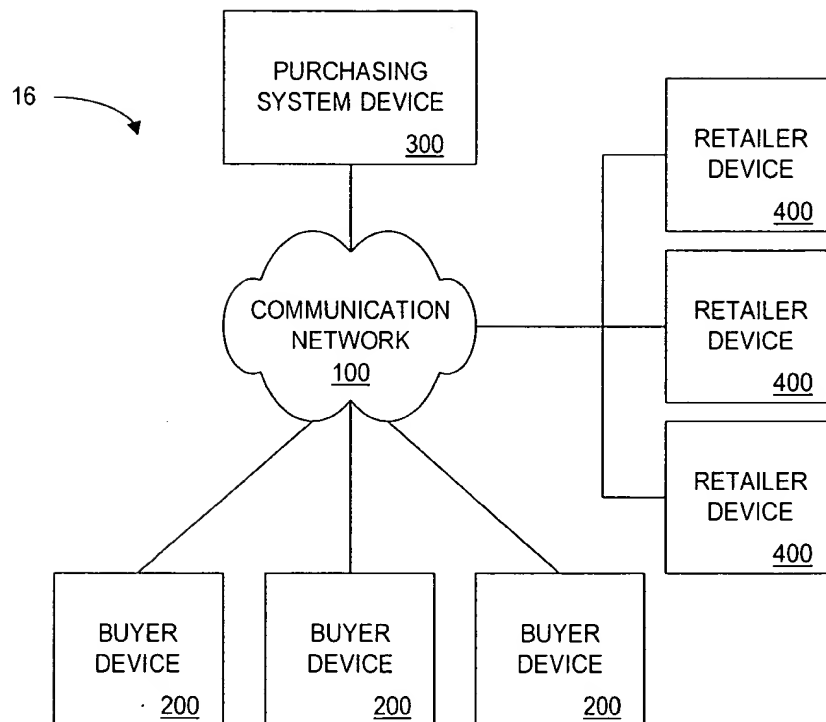 16
PURCHASING
SYSTEM DEVICE
300
RETAILER
DEVICE
400
COMMUNICATION
NETWORK
100
RETAILER
DEVICE
400
RETAILER
DEVICE
400
BUYER
DEVICE
200
BUYER
DEVICE
200
BUYER
DEVICE
200